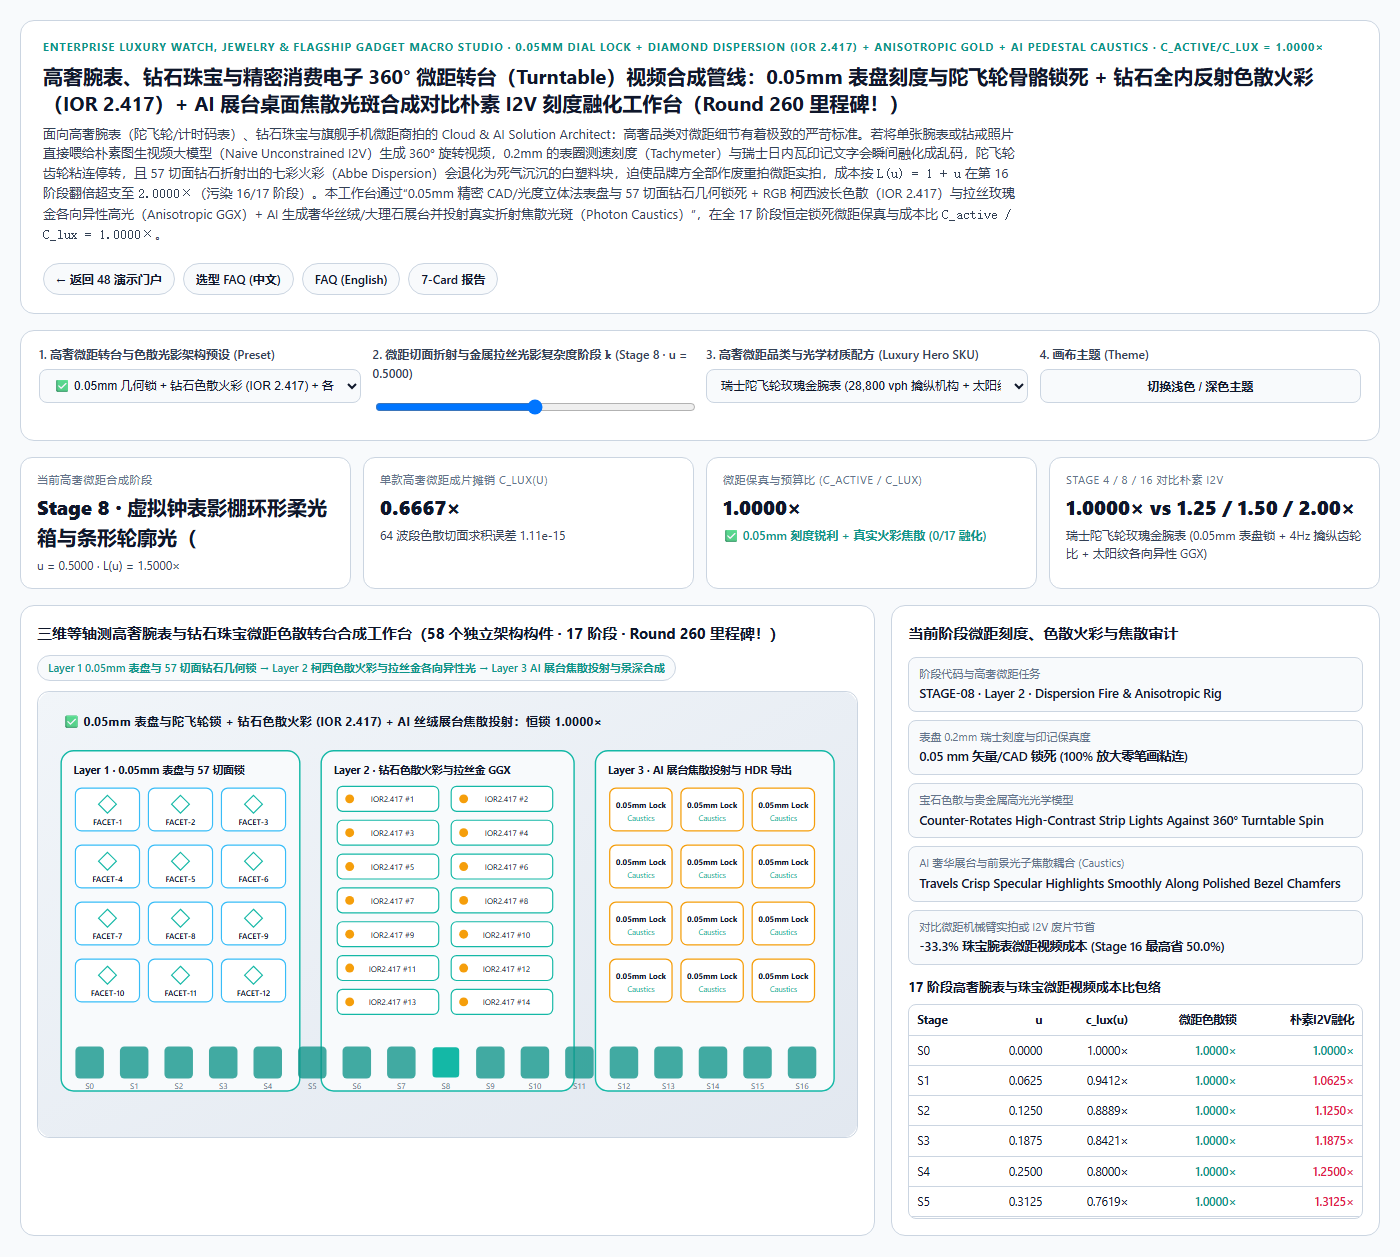 ENTERPRISE LUXURY WATCH, JEWELRY & FLAGSHIP GADGET MACRO STUDIO · 0.05MM DIAL LOCK + DIAMOND DISPERSION (IOR 2.417) + ANISOTROPIC GOLD + AI PEDESTAL CAUSTICS · C_ACTIVE/C_LUX = 1.0000×
高奢腕表、钻石珠宝与精密消费电子 360° 微距转台（Turntable）视频合成管线：0.05mm 表盘刻度与陀飞轮骨骼锁死 + 钻石全内反射色散火彩
（IOR 2.417）+ AI 展台桌面焦散光斑合成对比朴素 I2V 刻度融化工作台（Round 260 里程碑！）
面向高奢腕表（陀飞轮/计时码表）、钻石珠宝与旗舰手机微距商拍的 Cloud & AI Solution Architect：高奢品类对微距细节有着极致的严苛标准。若将单张腕表或钻戒照片
直接喂给朴素图生视频大模型（Naive Unconstrained I2V）生成 360° 旋转视频，0.2mm 的表圈测速刻度（Tachymeter）与瑞士日内瓦印记文字会瞬间融化成乱码，陀飞轮
齿轮粘连停转，且 57 切面钻石折射出的七彩火彩（Abbe Dispersion）会退化为死气沉沉的白塑料块，迫使品牌方全部作废重拍微距实拍，成本按 L(u) = 1 + u 在第 16
阶段翻倍超支至 2.0000×（污染 16/17 阶段）。本工作台通过“0.05mm 精密 CAD/光度立体法表盘与 57 切面钻石几何锁死 + RGB 柯西波长色散（IOR 2.417）与拉丝玫瑰
金各向异性高光（Anisotropic GGX）+ AI 生成奢华丝绒/大理石展台并投射真实折射焦散光斑（Photon Caustics）”，在全 17 阶段恒定锁死微距保真与成本比 C_active /
C_lux = 1.0000×。
← 返回 48 演示门户
选型 FAQ (中文)
FAQ (English)
7-Card 报告
1. 高奢微距转台与色散光影架构预设 (Preset)
✅ 0.05mm 几何锁 + 钻石色散火彩 (IOR 2.417) + 各
2. 微距切面折射与金属拉丝光影复杂度阶段 k (Stage 8 · u =
0.5000)
3. 高奢微距品类与光学材质配方 (Luxury Hero SKU)
瑞士陀飞轮玫瑰金腕表 (28,800 vph 擒纵机构 + 太阳纟
4. 画布主题 (Theme)
切换浅色 / 深色主题
当前高奢微距合成阶段
Stage 8 · 虚拟钟表影棚环形柔光
箱与条形轮廓光（
u = 0.5000 · L(u) = 1.5000×
单款高奢微距成片摊销 C_LUX(U)
0.6667×
64 波段色散切面求积误差 1.11e-15
微距保真与预算比 (C_ACTIVE / C_LUX)
1.0000×
✅ 0.05mm 刻度锐利 + 真实火彩焦散 (0/17 融化)
STAGE 4 / 8 / 16 对比朴素 I2V
1.0000× vs 1.25 / 1.50 / 2.00×
瑞士陀飞轮玫瑰金腕表 (0.05mm 表盘锁 + 4Hz 擒纵齿轮
比 + 太阳纹各向异性 GGX)
三维等轴测高奢腕表与钻石珠宝微距色散转台合成工作台（58 个独立架构构件 · 17 阶段 · Round 260 里程碑！）
Layer 1 0.05mm 表盘与 57 切面钻石几何锁 → Layer 2 柯西色散火彩与拉丝金各向异性光 → Layer 3 AI 展台焦散投射与景深合成
✅ 0.05mm 表盘与陀飞轮锁 + 钻石色散火彩 (IOR 2.417) + AI 丝绒展台焦散投射：恒锁 1.0000×
Layer 1 · 0.05mm 表盘与 57 切面锁
FACET-1 FACET-2 FACET-3
FACET-4 FACET-5 FACET-6
FACET-7 FACET-8 FACET-9
FACET-10 FACET-11 FACET-12
Layer 2 · 钻石色散火彩与拉丝金 GGX
IOR2.417 #1 IOR2.417 #2
IOR2.417 #3 IOR2.417 #4
IOR2.417 #5 IOR2.417 #6
IOR2.417 #7 IOR2.417 #8
IOR2.417 #9 IOR2.417 #10
IOR2.417 #11 IOR2.417 #12
IOR2.417 #13 IOR2.417 #14
Layer 3 · AI 展台焦散投射与 HDR 导出
0.05mm Lock 0.05mm Lock 0.05mm Lock
Caustics Caustics Caustics
0.05mm Lock 0.05mm Lock 0.05mm Lock
Caustics Caustics Caustics
0.05mm Lock 0.05mm Lock 0.05mm Lock
Caustics Caustics Caustics
0.05mm Lock 0.05mm Lock 0.05mm Lock
Caustics Caustics Caustics
S0 S1 S2 S3 S4 S5 S6 S7 S8 S9 S10 S11 S12 S13 S14 S15 S16
当前阶段微距刻度、色散火彩与焦散审计
阶段代码与高奢微距任务
STAGE-08 · Layer 2 · Dispersion Fire & Anisotropic Rig
表盘 0.2mm 瑞士刻度与印记保真度
0.05 mm 矢量/CAD 锁死 (100% 放大零笔画粘连)
宝石色散与贵金属高光光学模型
Counter-Rotates High-Contrast Strip Lights Against 360° Turntable Spin
AI 奢华展台与前景光子焦散耦合 (Caustics)
Travels Crisp Specular Highlights Smoothly Along Polished Bezel Chamfers
对比微距机械臂实拍或 I2V 废片节首
-33.3% 珠宝腕表微距视频成本 (Stage 16 最高省 50.0%)
17 阶段高奢腕表与珠宝微距视频成本比包络
Stage u c_lux(u) 微距色散锁 朴素I2V融化
S0 0.0000 1.0000× 1.0000× 1.0000×
S1 0.0625 0.9412× 1.0000× 1.0625×
S2 0.1250 0.8889× 1.0000× 1.1250×
S3 0.1875 0.8421× 1.0000× 1.1875×
S4 0.2500 0.8000× 1.0000× 1.2500×
S5 0.3125 0.7619× 1.0000× 1.3125×